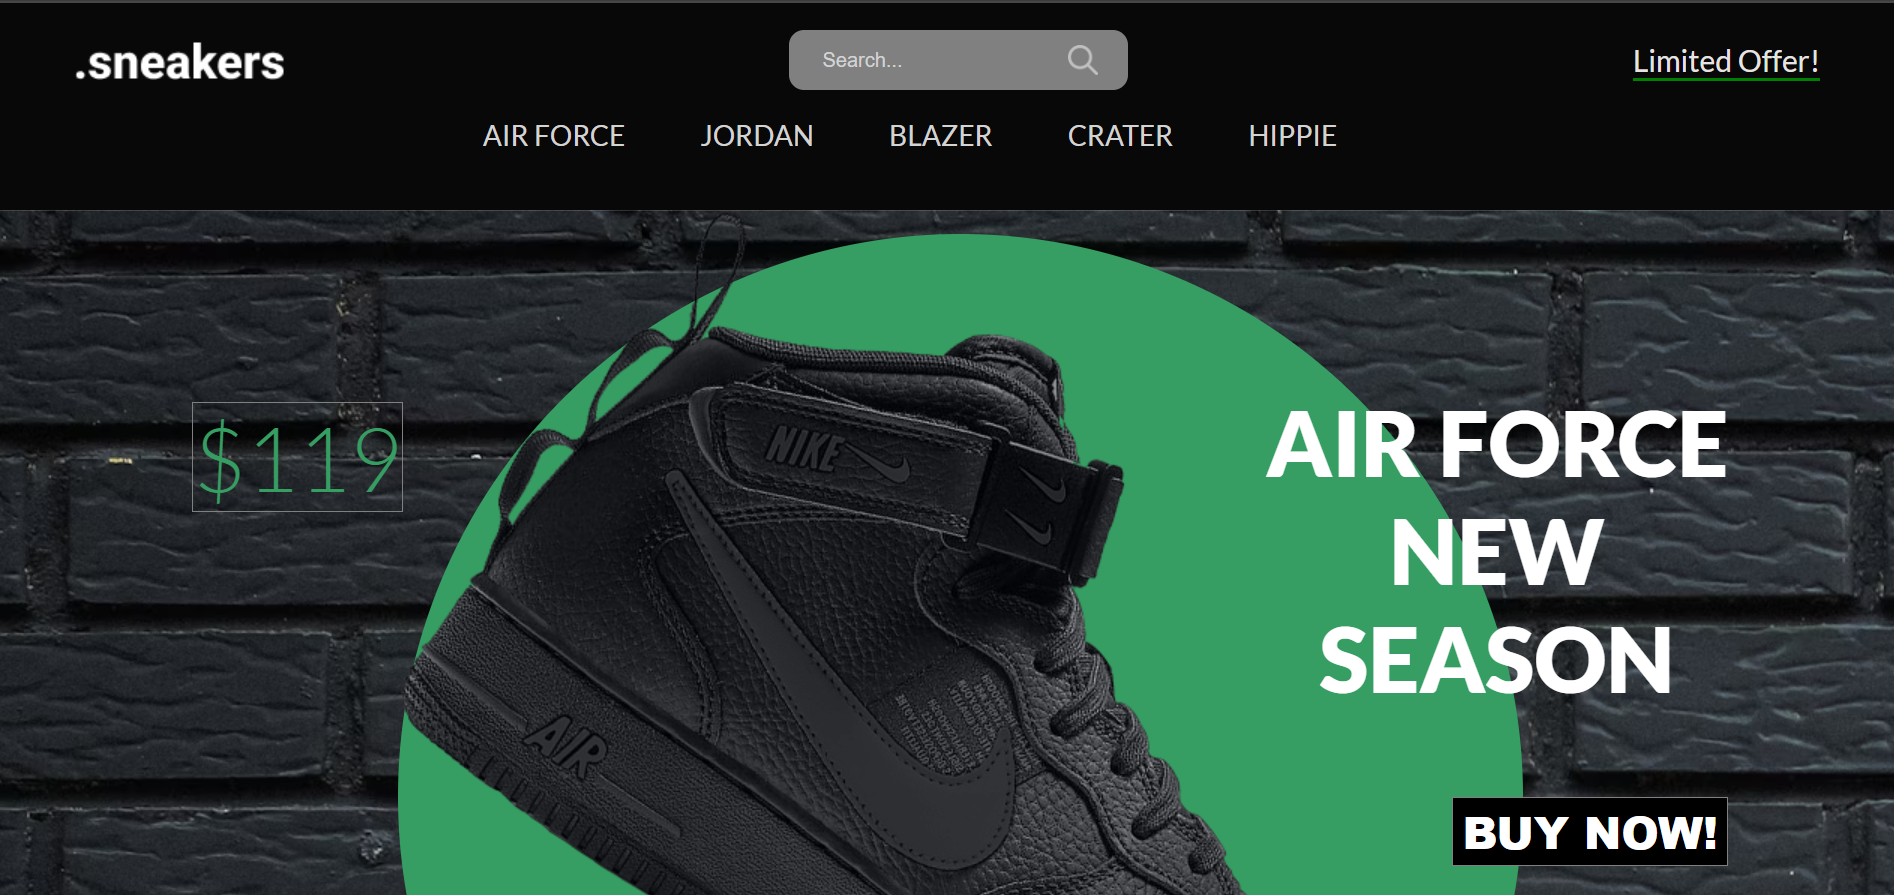 .sneakers
Search...
Limited Offer!
AIR FORCE
JORDAN
BLAZER
CRATER
HIPPIE
$119
NIKE
AIR
AIR FORCE
NEW
SEASON
BUY NOW!